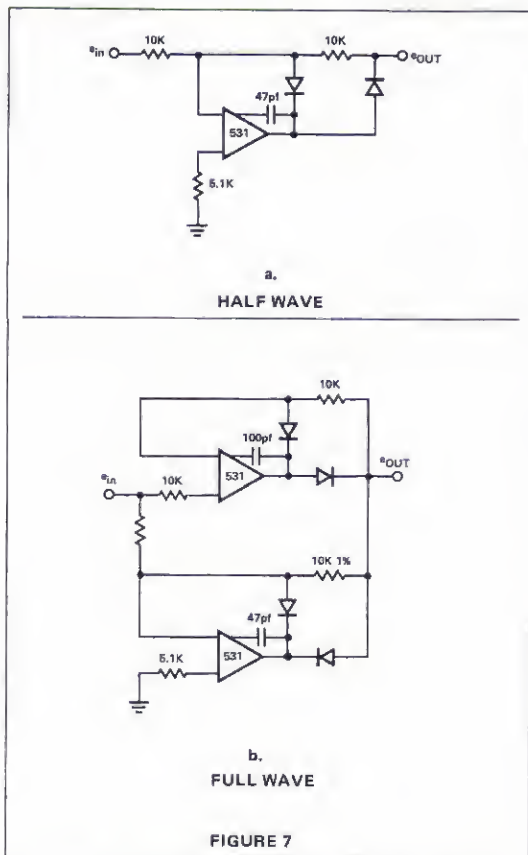 10K
10K
ein
eOUT
47pf
531
5.1K
a.
HALF WAVE
10K
100pf
eOUT
ein
10K
531
10K 1%
47pf
5.1K
531
b.
FULL WAVE
FIGURE 7